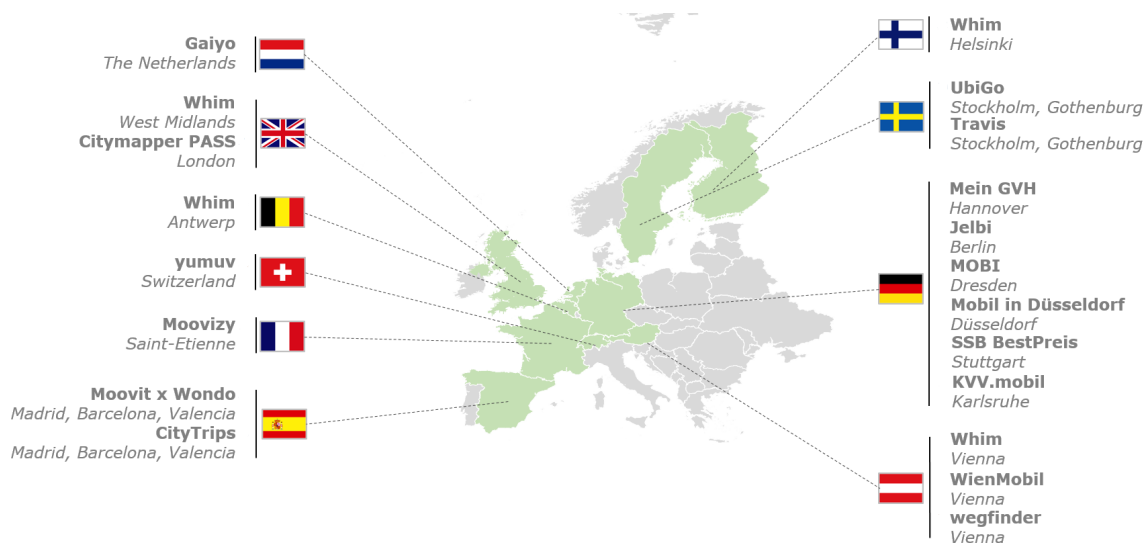 Gaiyo
The Netherlands
Whim
West Midlands
Citymapper PASS
London
Whim
Antwerp
yumuv
Switzerland
Moovizy
Saint-Etienne
Moovit x Wondo
Madrid, Barcelona, Valencia
CityTrips
Madrid, Barcelona, Valencia
Whim
Helsinki
UbiGo
Stockholm, Gothenburg
Travis
Stockholm, Gothenburg
Mein GVH
Hannover
Jelbi
Berlin
MOBI
Dresden
Mobil in Düsseldorf
Düsseldorf
SSB BestPreis
Stuttgart
KVV.mobil
Karlsruhe
Whim
Vienna
WienMobil
Vienna
wegfinder
Vienna